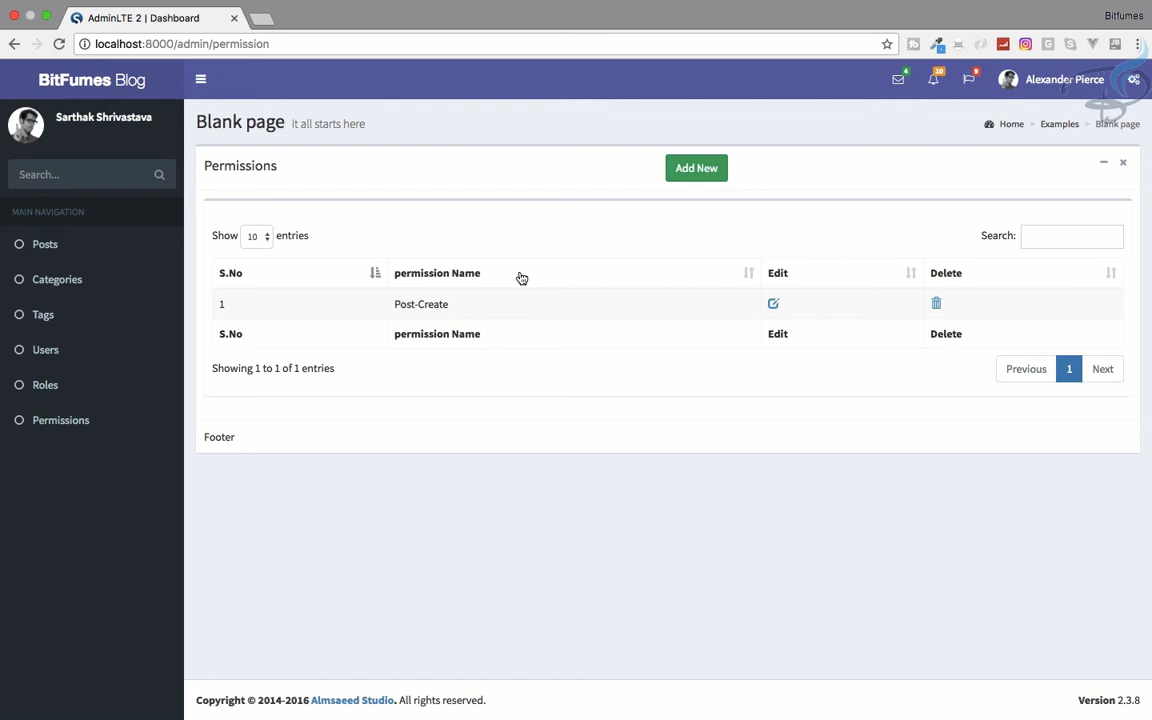 Bitfumes
AdminLTE 2 | Dashboard
localhost:8000/admin/permission
BitFumes Blog
4
10
9
Alexander Pierce
Sarthak Shrivastava
Blank page it all starts here
Home > Examples > Blank page
Permissions
Add New
Search...
MAIN NAVIGATION
Posts
Categories
Tags
Users
Roles
Permissions
Show 10 entries
Search:
S.No permission Name Edit Delete
1 Post-Create
S.No permission Name Edit Delete
Showing 1 to 1 of 1 entries
Previous 1 Next
Footer
Copyright © 2014-2016 Almsaeed Studio. All rights reserved.
Version 2.3.8